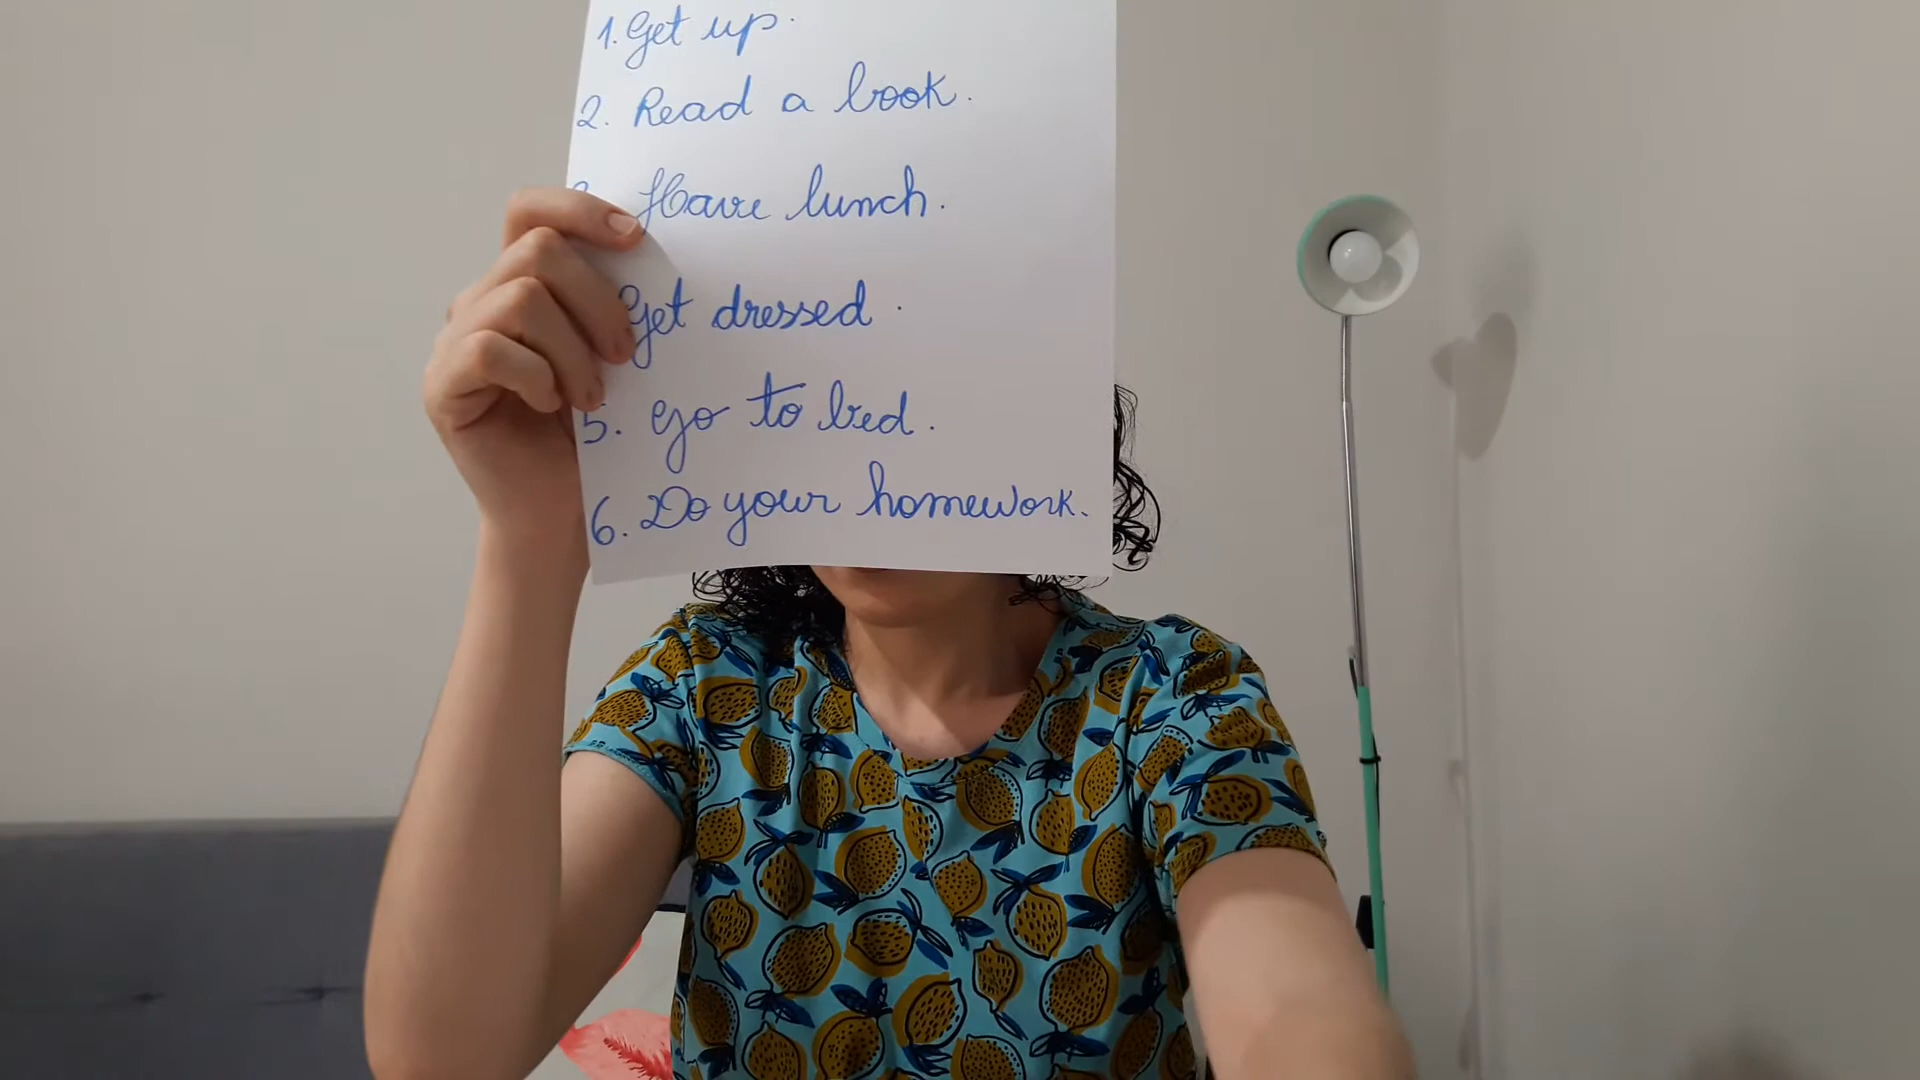 1. Get up.
2. Read a book.
Have lunch.
Get dressed.
5. Go to bed.
6. Do your homework.